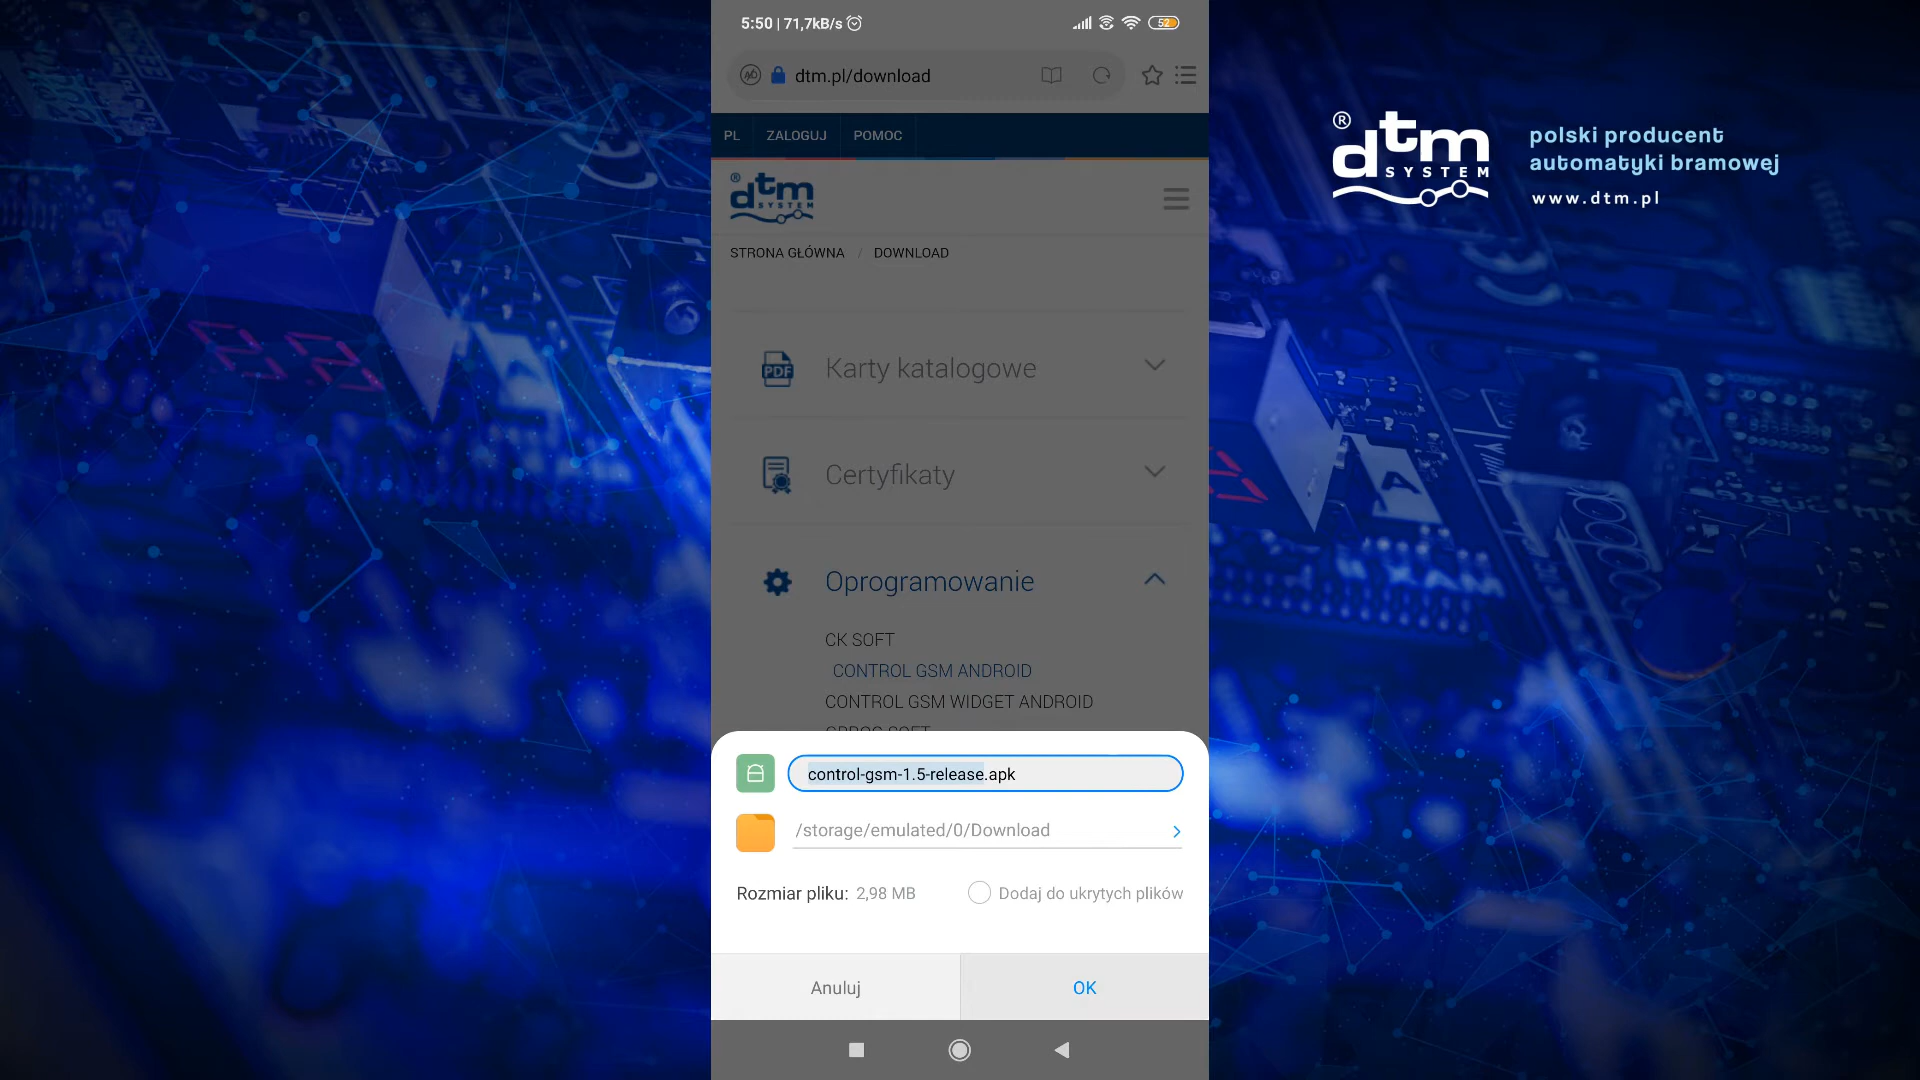 5:50 | 71,7kB/s
52
dtm.pl/download
PL ZALOGUJ POMOC
® dtm
SYSTEM
STRONA GŁÓWNA / DOWNLOAD
PDF Karty katalogowe
Certyfikaty
Oprogramowanie
CK SOFT
CONTROL GSM ANDROID
CONTROL GSM WIDGET ANDROID
control-gsm-1.5-release.apk
/storage/emulated/0/Download
Rozmiar pliku: 2,98 MB
Dodaj do ukrytych plików
Anuluj OK
® dtm
SYSTEM
polski producent
automatyki bramowej
www.dtm.pl